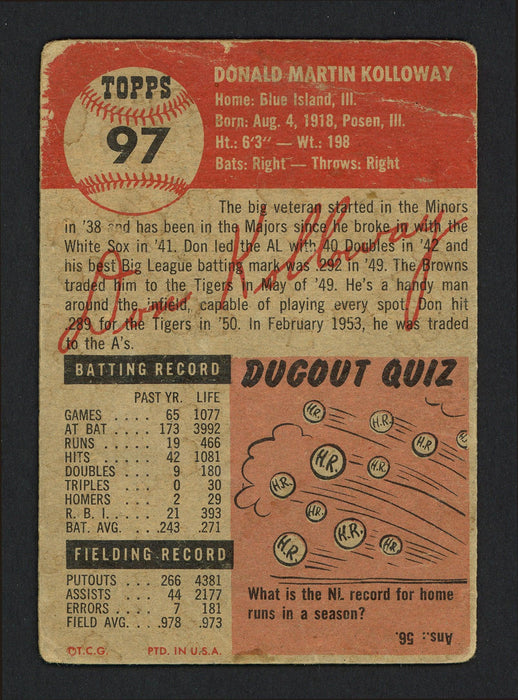 TOPPS
97
DONALD MARTIN KOLLOWAY
Home: Blue Island, Ill.
Born: Aug. 4, 1918, Posen, Ill.
Ht.: 6'3" — Wt.: 198
Bats: Right — Throws: Right
The big veteran started in the Minors
in '38 and has been in the Majors since he broke in with the
White Sox in '41. Don led the AL with 40 Doubles in '42 and
his best Big League batting mark was .292 in '49. The Browns
traded him to the Tigers in May of '49. He's a handy man
around the infield, capable of playing every spot. Don hit
.289 for the Tigers in '50. In February 1953, he was traded
to the A's.
Don Kolloway
BATTING RECORD
PAST YR. LIFE
GAMES .... 65 1077
AT BAT .... 173 3992
RUNS .... 19 466
HITS .... 42 1081
DOUBLES .... 9 180
TRIPLES .... 0 30
HOMERS .... 2 29
R. B. I. .... 21 393
BAT. AVG. ... .243 .271
FIELDING RECORD
PUTOUTS ... 266 4381
ASSISTS .... 44 2177
ERRORS .... 7 181
FIELD AVG. .. .978 .973
©T.C.G. PTD. IN U.S.A.
DUGOUT QUIZ
H.R.
H.R.
H.R.
H.R.
H.R.
H.R.
H.R.
H.R.
H.R.
H.R.
H.R.
What is the NL record for home
runs in a season?
Ans.: 56.